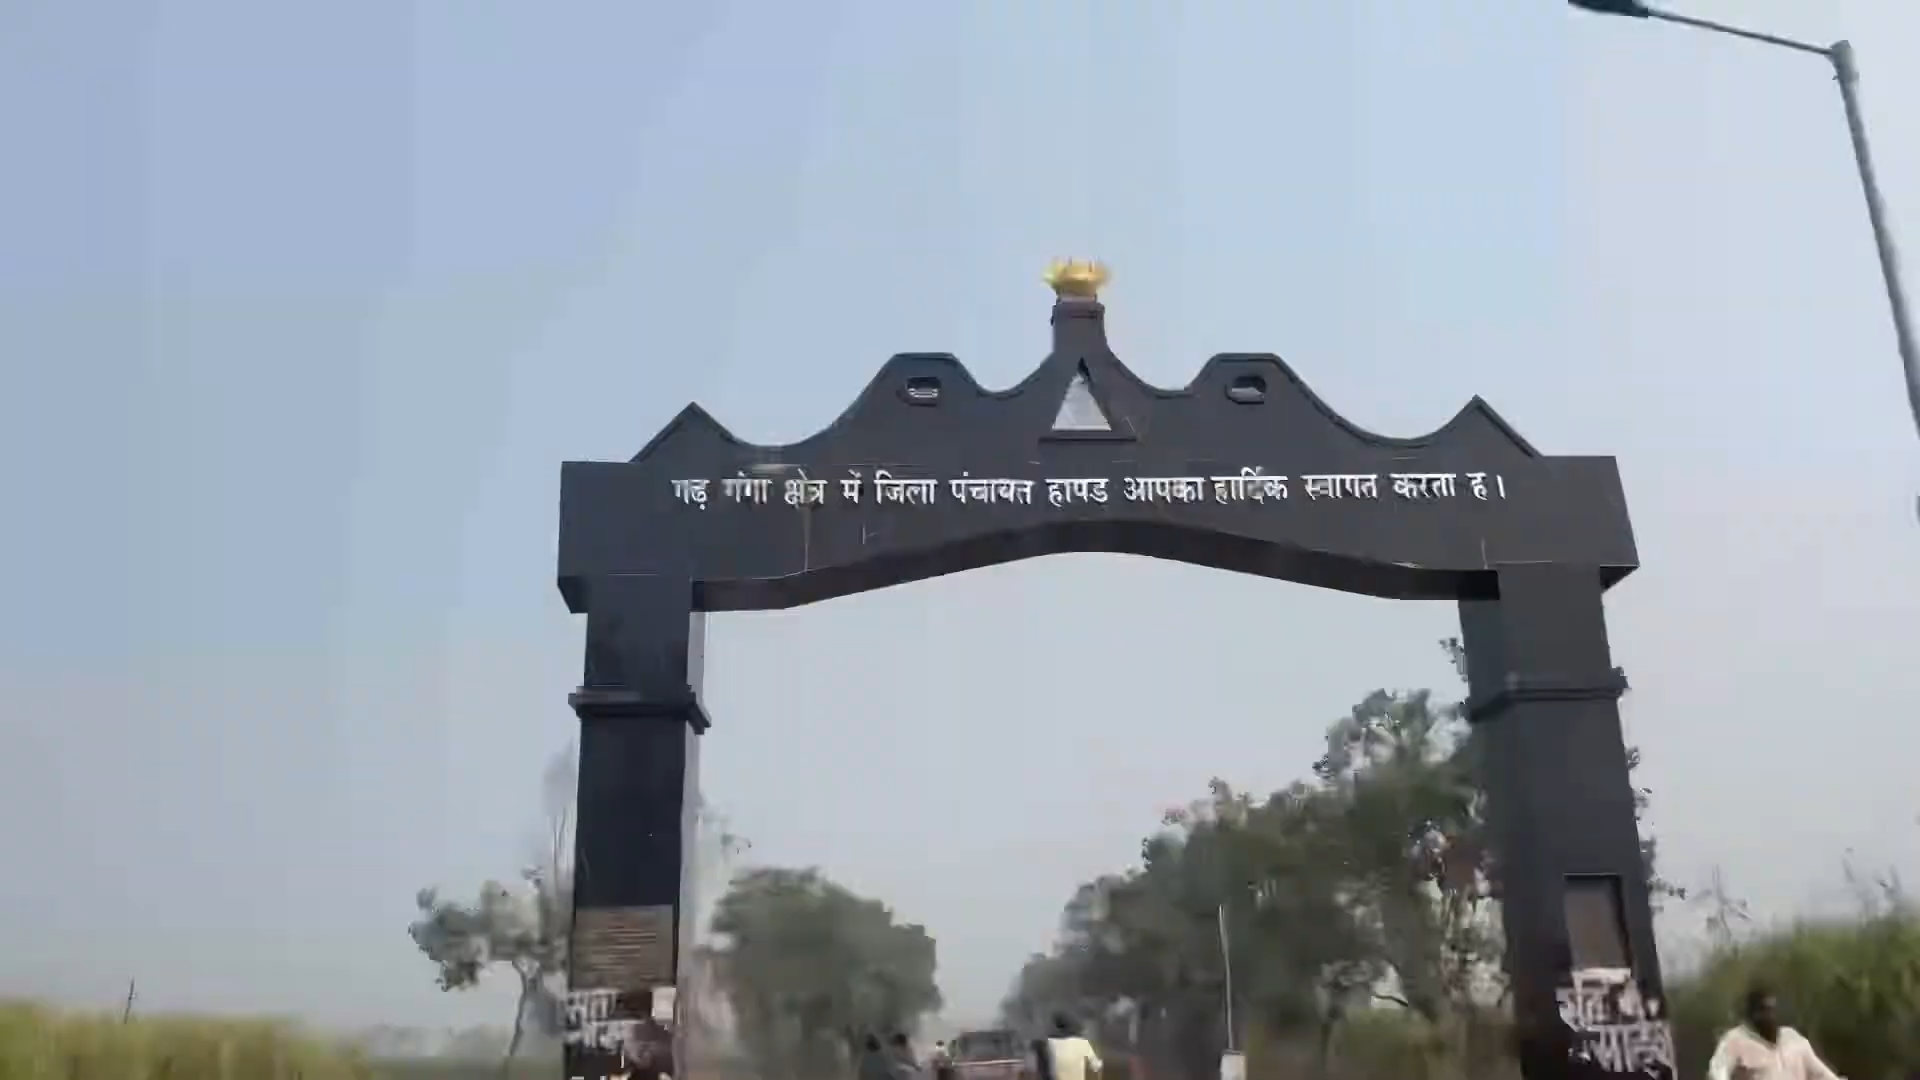 गढ़ गंगा क्षेत्र में जिला पंचायत हापड आपका हार्दिक स्वागत करता ह।